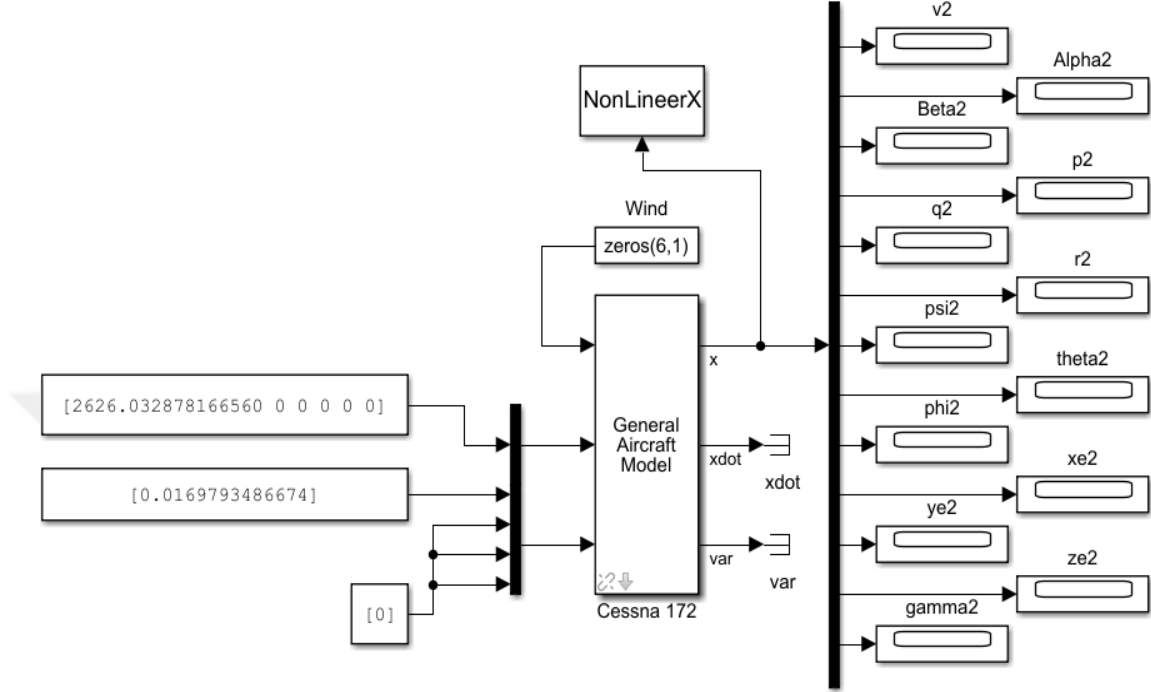 v2
Alpha2
NonLineerX
Beta2
p2
Wind
q2
zeros(6,1)
r2
psi2
x
theta2
[2626.032878166560 0 0 0 0 0]
General
Aircraft
Model
phi2
xdot
xdot
xe2
[0.0169793486674]
ye2
var
var
ze2
[0]
Cessna 172
gamma2